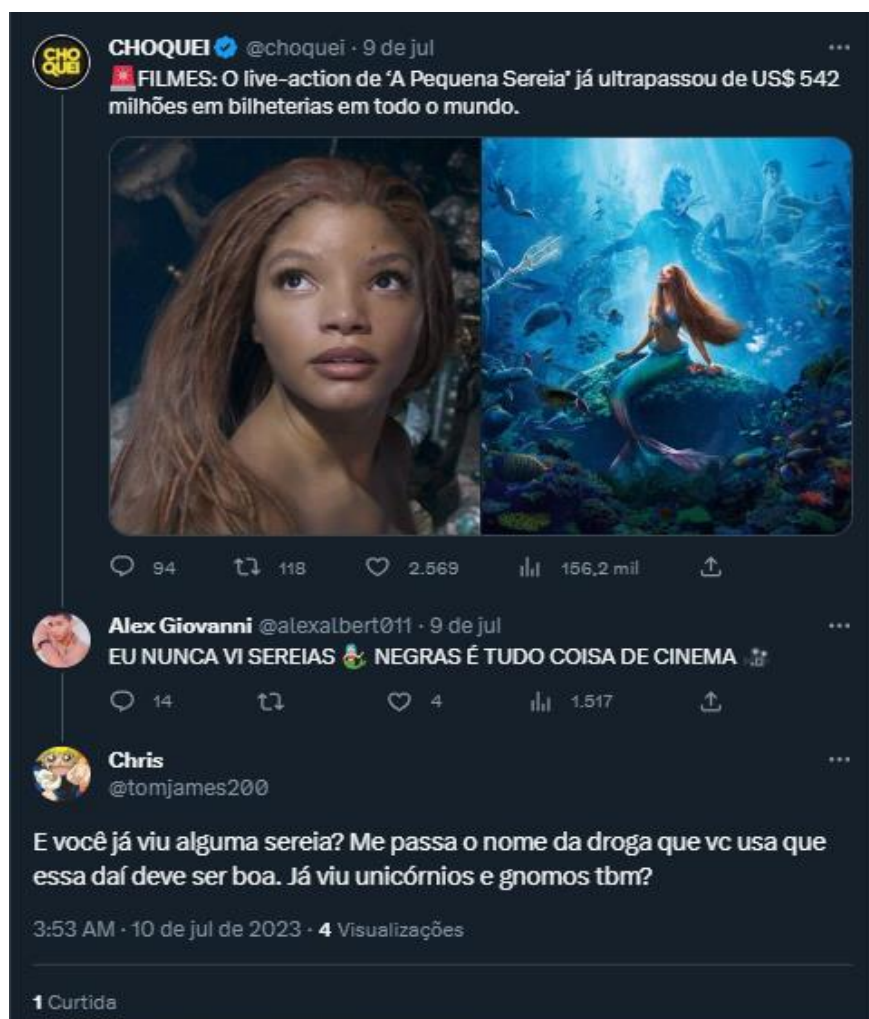 CHO
QUEI
CHOQUEI @choquei · 9 de jul
🚨FILMES: O live-action de ‘A Pequena Sereia’ já ultrapassou de US$ 542
milhões em bilheterias em todo o mundo.
94 118 2.569 156,2 mil
Alex Giovanni @alexalbert011 · 9 de jul
EU NUNCA VI SEREIAS 🧜‍♀️ NEGRAS É TUDO COISA DE CINEMA 🎥
14 4 1.517
Chris
@tomjames200
E você já viu alguma sereia? Me passa o nome da droga que vc usa que
essa daí deve ser boa. Já viu unicórnios e gnomos tbm?
3:53 AM · 10 de jul de 2023 · 4 Visualizações
1 Curtida